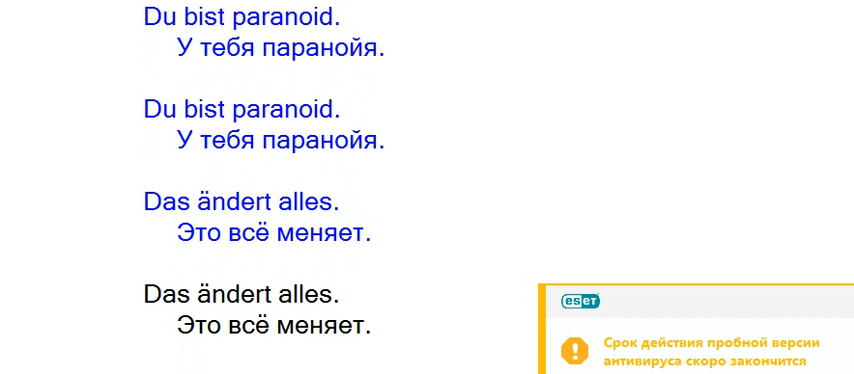 Du bist paranoid.
У тебя паранойя.
Du bist paranoid.
У тебя паранойя.
Das ändert alles.
Это всё меняет.
Das ändert alles.
Это всё меняет.
eset
Срок действия пробной версии
антивируса скоро закончится